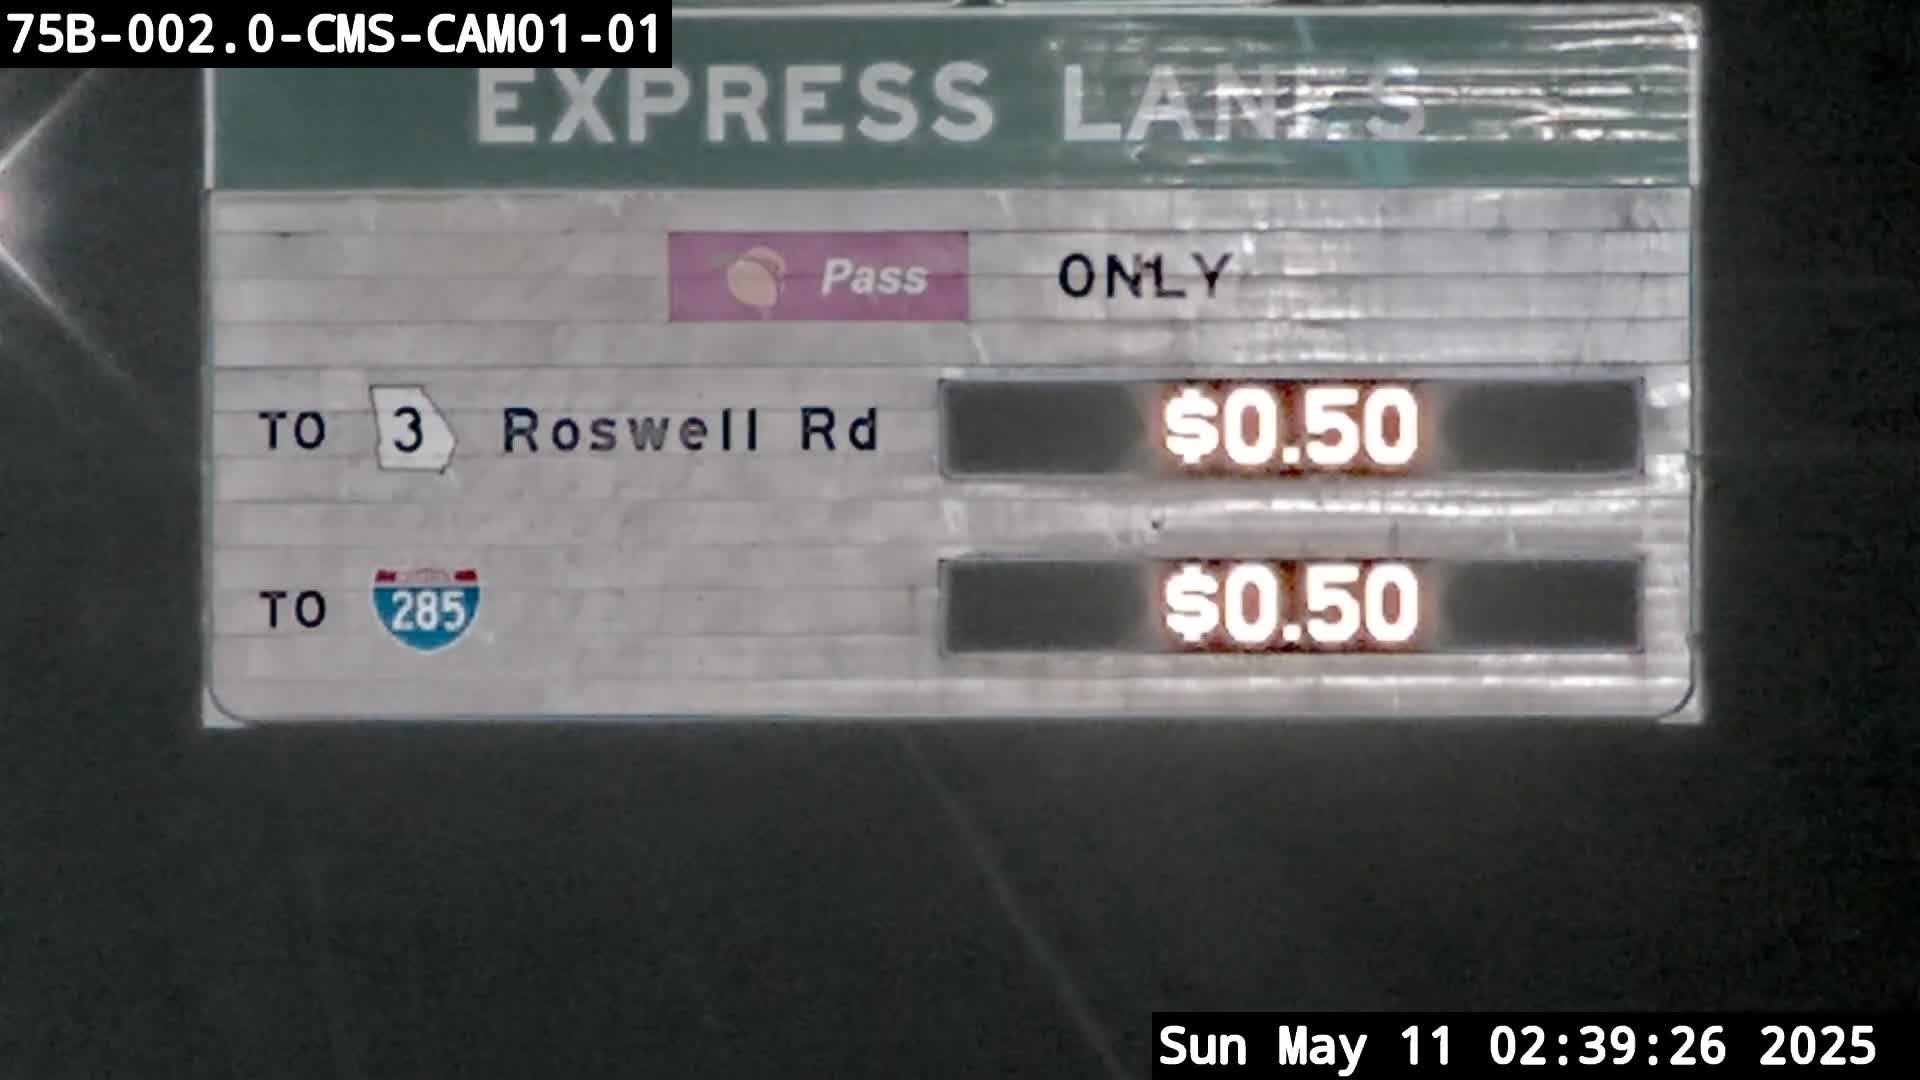 75B-002.0-CMS-CAM01-01
EXPRESS LANES
Pass ONLY
TO 3 Roswell Rd $0.50
TO 285 $0.50
Sun May 11 02:39:26 2025